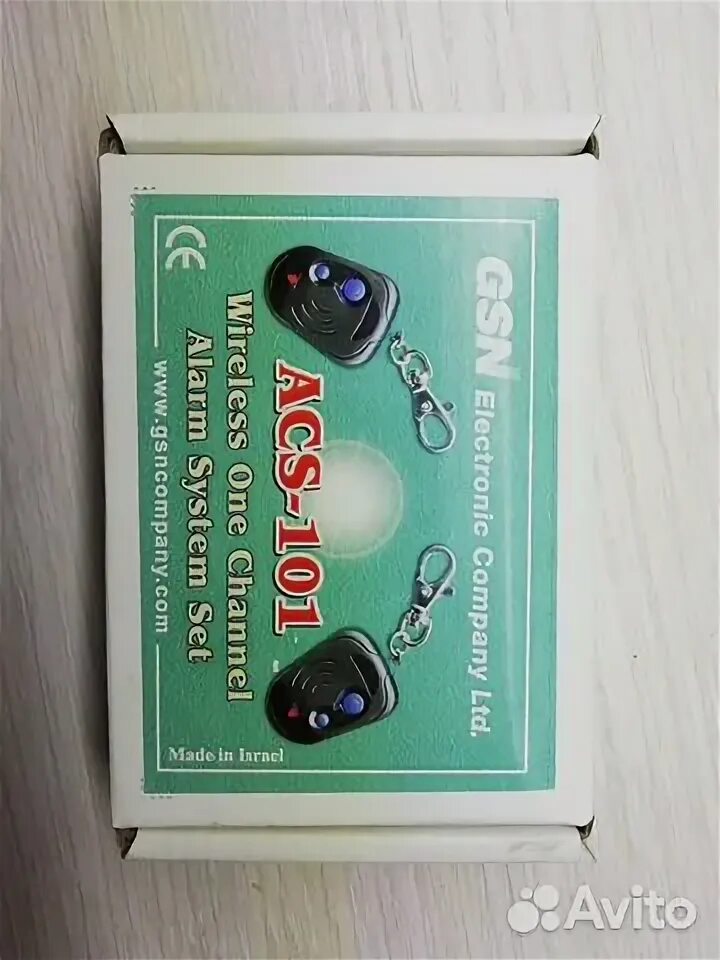 GSN Electronic Company Ltd.
ACS-101
Wireless One Channel
Alarm System Set
www.gsncompany.com
CE
Made in Israel
Avito